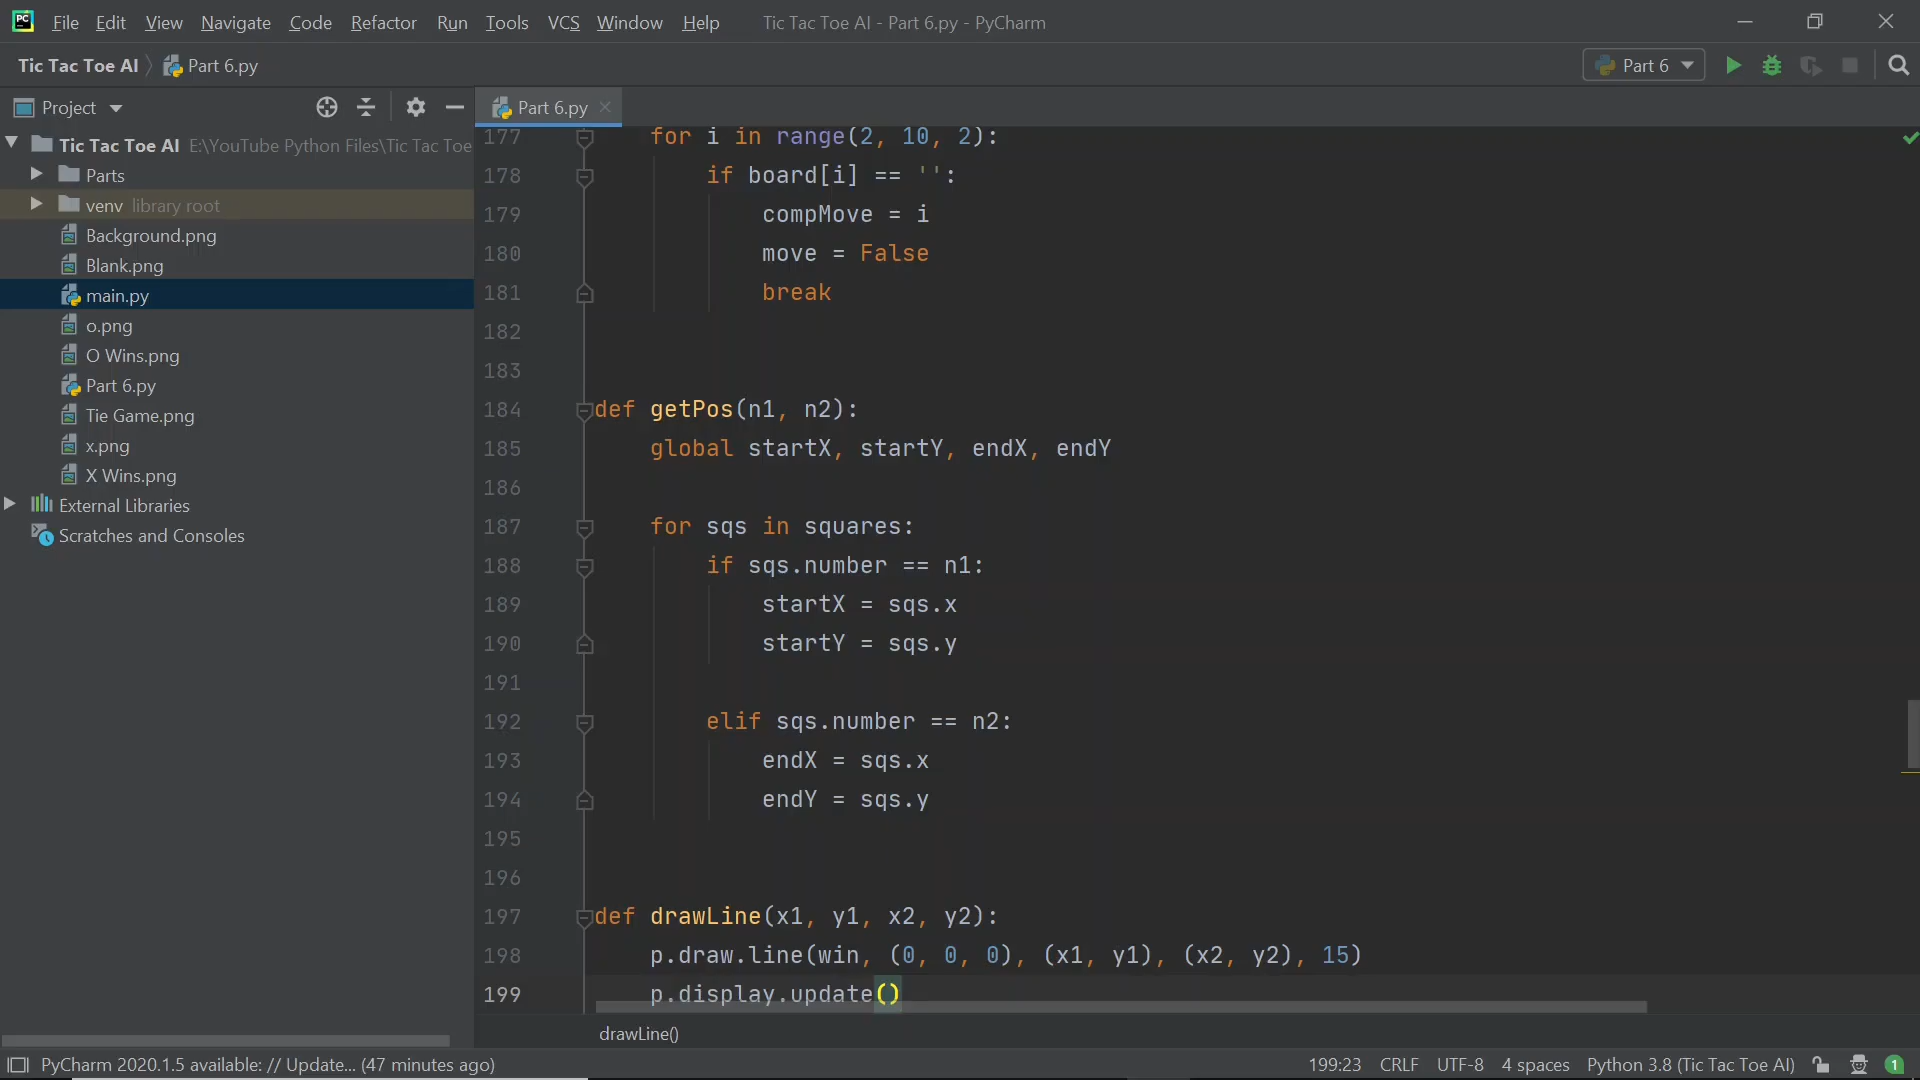 PC File Edit View Navigate Code Refactor Run Tools VCS Window Help Tic Tac Toe AI - Part 6.py - PyCharm
Tic Tac Toe AI Part 6.py Part 6
Project Part 6.py
Tic Tac Toe AI E:\YouTube Python Files\Tic Tac Toe
Parts
venv library root
Background.png
Blank.png
main.py
o.png
O Wins.png
Part 6.py
Tie Game.png
x.png
X Wins.png
External Libraries
Scratches and Consoles
177 for i in range(2, 10, 2):
178 if board[i] == '':
179 compMove = i
180 move = False
181 break
182
183
184 def getPos(n1, n2):
185 global startX, startY, endX, endY
186
187 for sqs in squares:
188 if sqs.number == n1:
189 startX = sqs.x
190 startY = sqs.y
191
192 elif sqs.number == n2:
193 endX = sqs.x
194 endY = sqs.y
195
196
197 def drawLine(x1, y1, x2, y2):
198 p.draw.line(win, (0, 0, 0), (x1, y1), (x2, y2), 15)
199 p.display.update()
drawLine()
PyCharm 2020.1.5 available: // Update... (47 minutes ago) 199:23 CRLF UTF-8 4 spaces Python 3.8 (Tic Tac Toe AI) 1